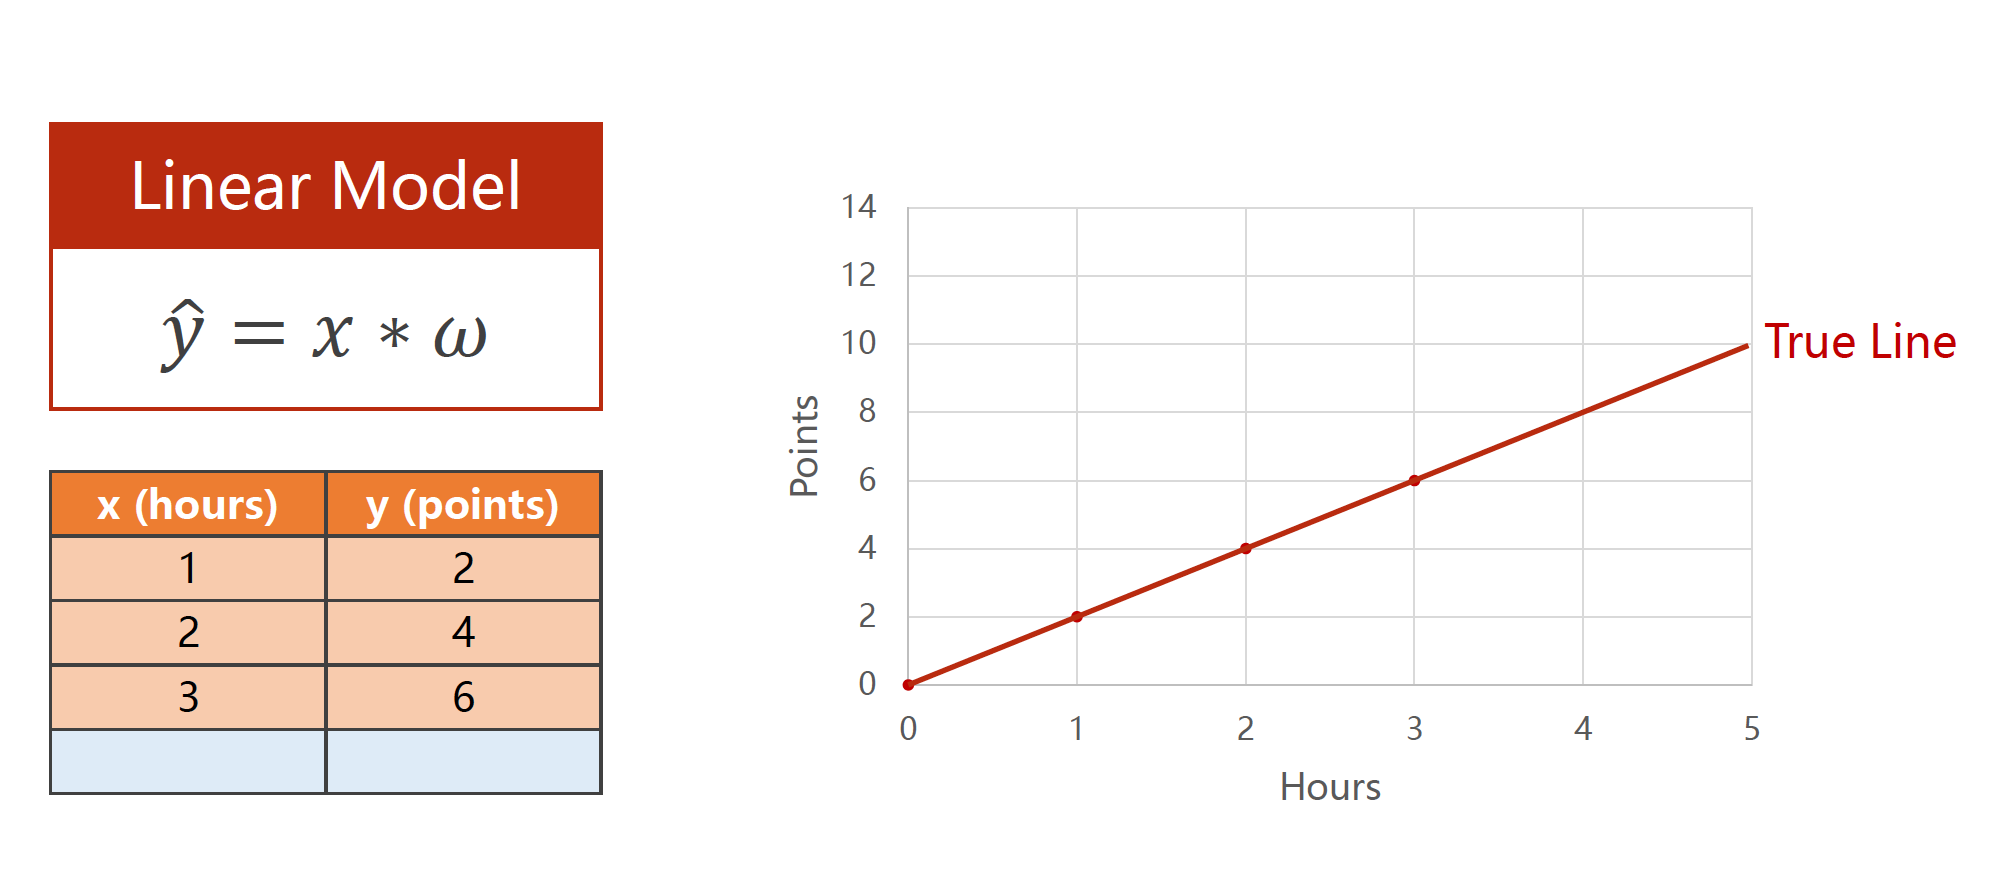 Linear Model
ŷ = x ∗ ω
x (hours) y (points)
1 2
2 4
3 6
14
12
10
8
6
4
2
0
Points
True Line
0 1 2 3 4 5
Hours